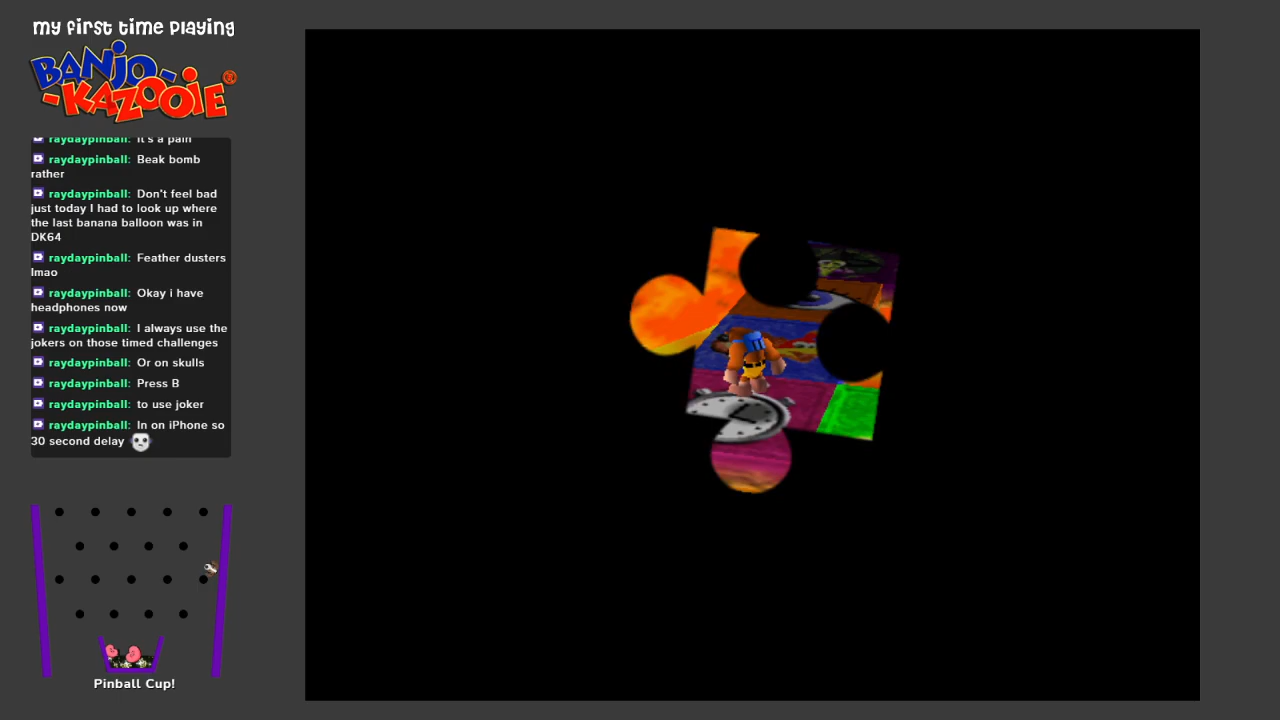 my first time playing
BANJO-
-KAZOOIE®
raydaypinball: It's a pain
raydaypinball: Beak bomb
rather
raydaypinball: Don't feel bad
just today I had to look up where
the last banana balloon was in
DK64
raydaypinball: Feather dusters
lmao
raydaypinball: Okay i have
headphones now
raydaypinball: I always use the
jokers on those timed challenges
raydaypinball: Or on skulls
raydaypinball: Press B
raydaypinball: to use joker
raydaypinball: In on iPhone so
30 second delay
Pinball Cup!